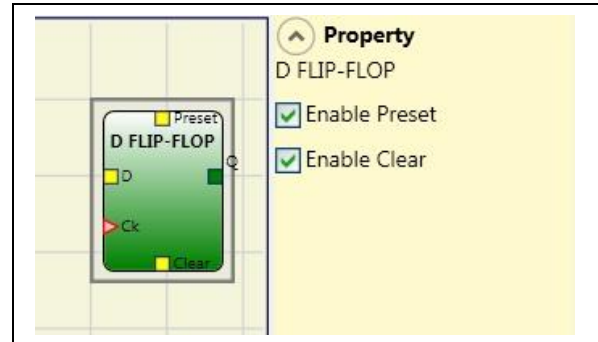 Property
D FLIP-FLOP
Enable Preset
Enable Clear
Preset
D FLIP-FLOP
Q
D
Ck
Clear